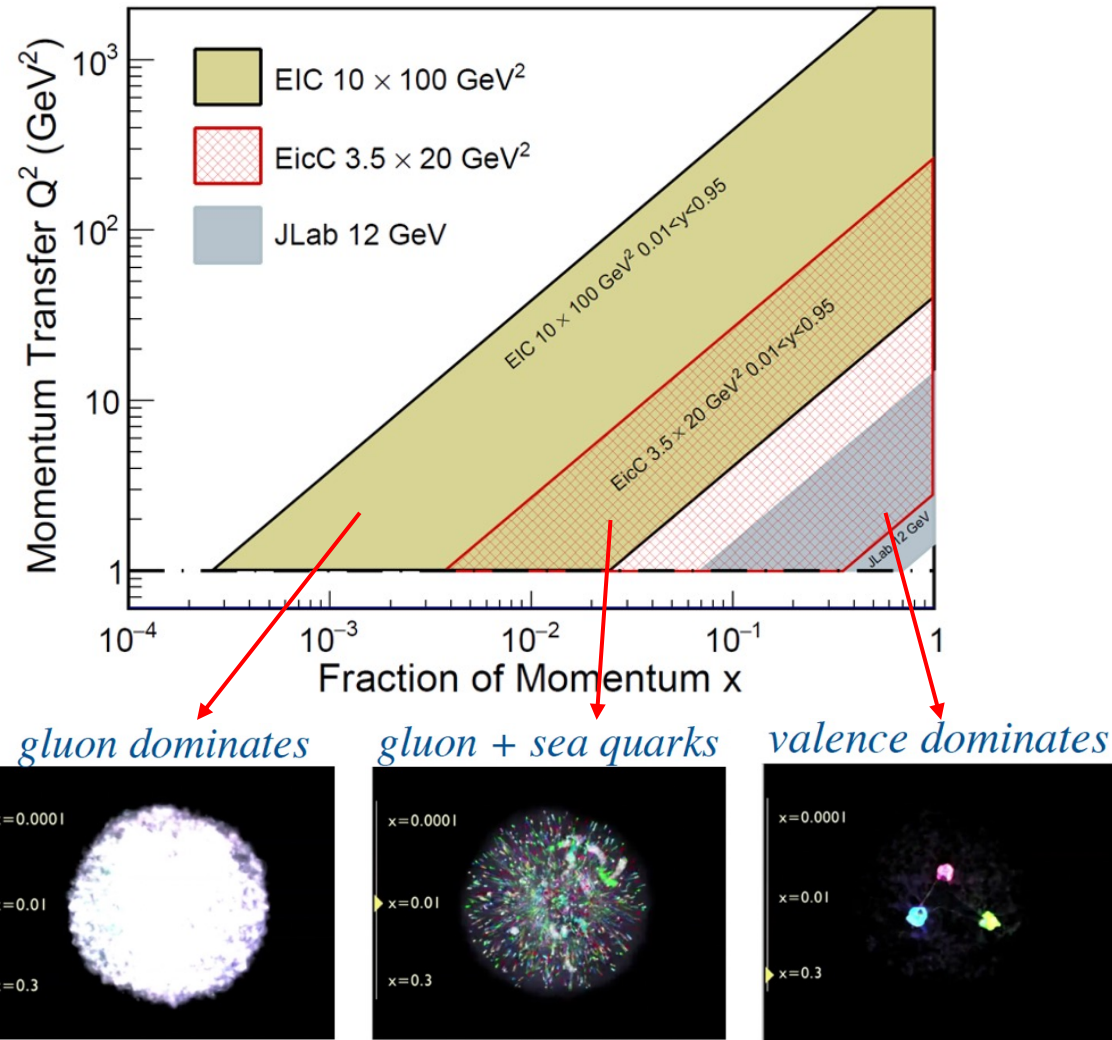 Momentum Transfer Q² (GeV²)
10³
10²
10
1
EIC 10 × 100 GeV²
EicC 3.5 × 20 GeV²
JLab 12 GeV
EIC 10 × 100 GeV² 0.01<y<0.95
EicC 3.5 × 20 GeV² 0.01<y<0.95
JLab 12 GeV
10⁻⁴ 10⁻³ 10⁻² 10⁻¹ 1
Fraction of Momentum x
gluon dominates
gluon + sea quarks
valence dominates
=0.0001
=0.01
=0.3
x=0.0001
x=0.01
x=0.3
x=0.0001
x=0.01
x=0.3